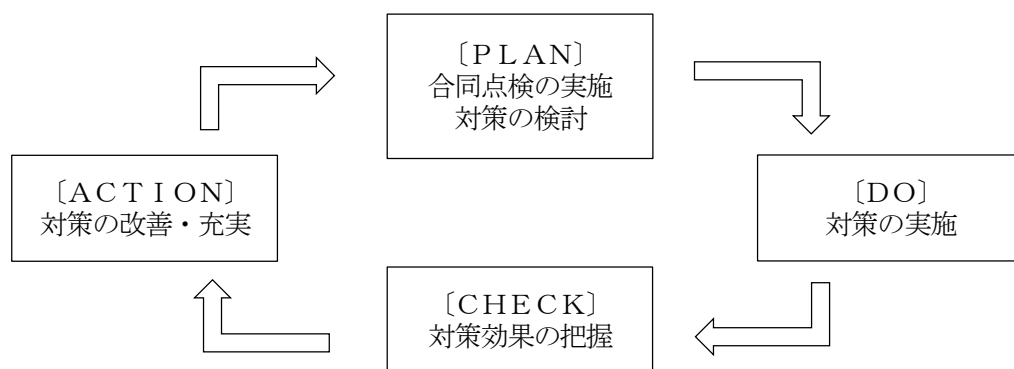 〔ＰＬＡＮ〕
合同点検の実施
対策の検討
〔ＤＯ〕
対策の実施
〔ＣＨＥＣＫ〕
対策効果の把握
〔ＡＣＴＩＯＮ〕
対策の改善・充実